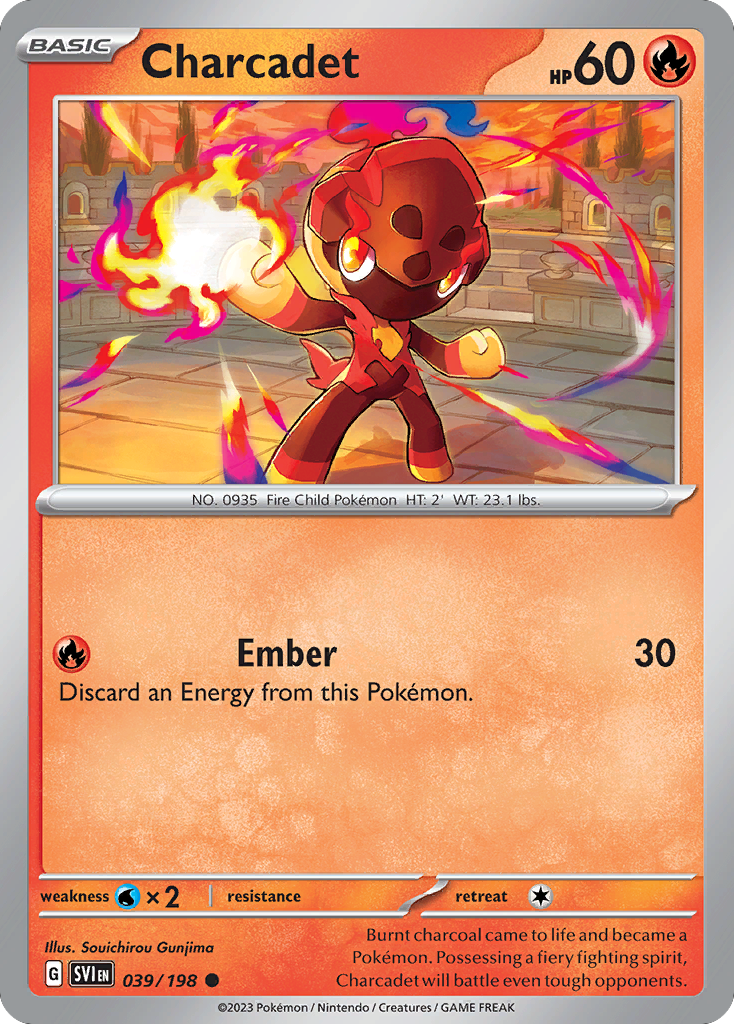 BASIC
Charcadet
HP 60
NO. 0935 Fire Child Pokémon HT: 2' WT: 23.1 lbs.
Ember 30
Discard an Energy from this Pokémon.
weakness ×2 resistance retreat
Illus. Souichirou Gunjima
Burnt charcoal came to life and became a
Pokémon. Possessing a fiery fighting spirit,
Charcadet will battle even tough opponents.
G SVI EN 039/198
©2023 Pokémon / Nintendo / Creatures / GAME FREAK